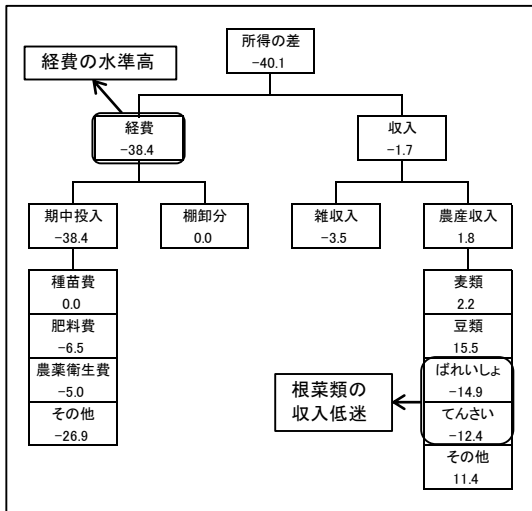 所得の差
-40.1
経費の水準高
経費
-38.4
収入
-1.7
期中投入
-38.4
棚卸分
0.0
雑収入
-3.5
農産収入
1.8
種苗費
0.0
肥料費
-6.5
農薬衛生費
-5.0
その他
-26.9
麦類
2.2
豆類
15.5
ばれいしょ
-14.9
てんさい
-12.4
その他
11.4
根菜類の
収入低迷